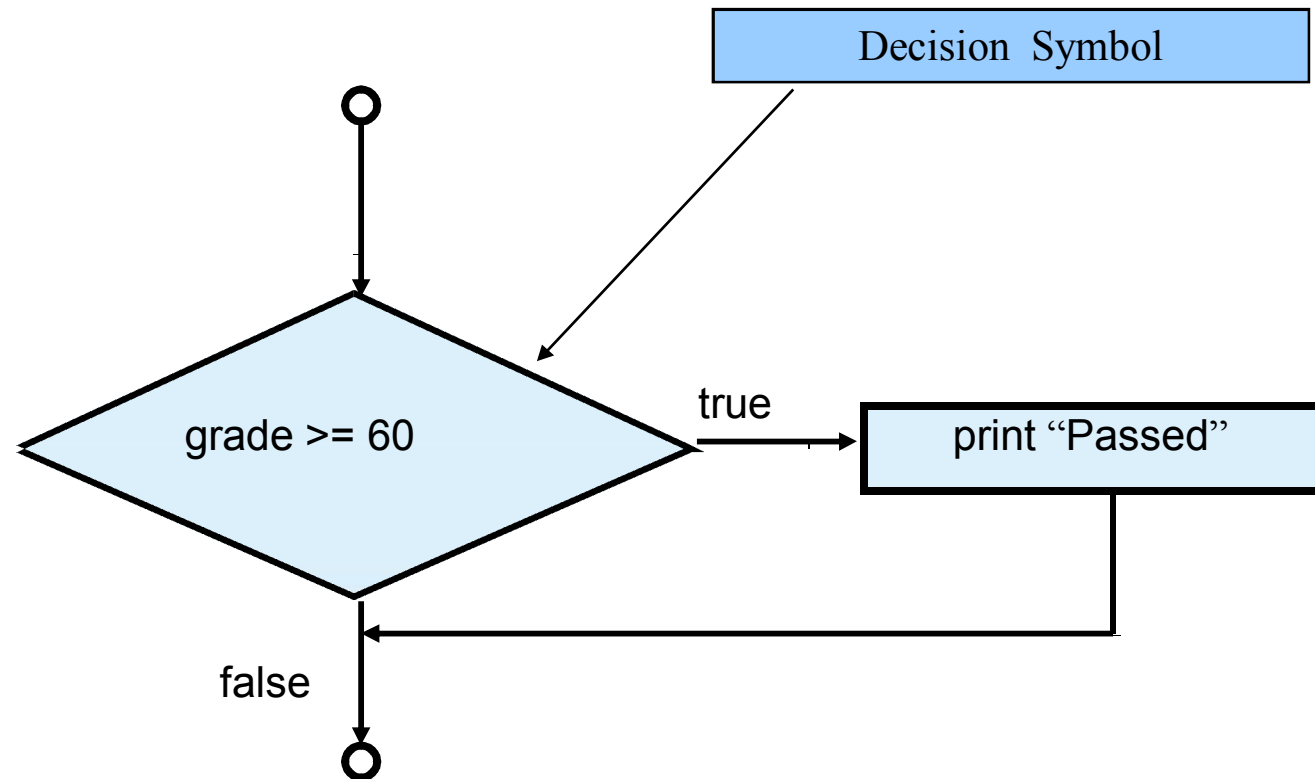 Decision Symbol
grade >= 60
true
print “Passed”
false